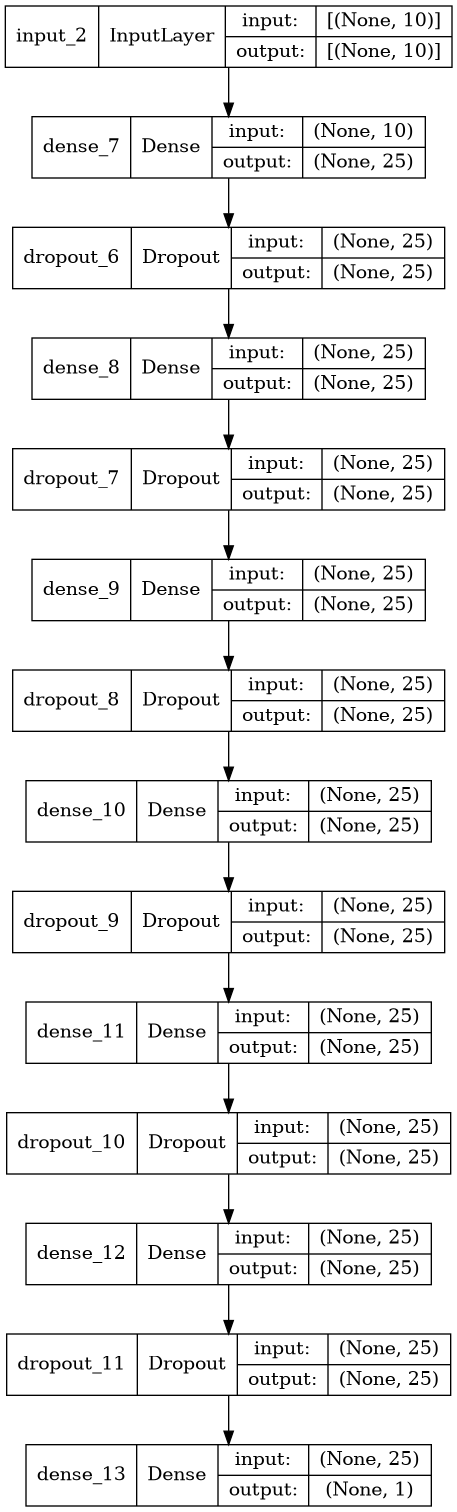 input_2 InputLayer input: [(None, 10)]
output: [(None, 10)]
dense_7 Dense input: (None, 10)
output: (None, 25)
dropout_6 Dropout input: (None, 25)
output: (None, 25)
dense_8 Dense input: (None, 25)
output: (None, 25)
dropout_7 Dropout input: (None, 25)
output: (None, 25)
dense_9 Dense input: (None, 25)
output: (None, 25)
dropout_8 Dropout input: (None, 25)
output: (None, 25)
dense_10 Dense input: (None, 25)
output: (None, 25)
dropout_9 Dropout input: (None, 25)
output: (None, 25)
dense_11 Dense input: (None, 25)
output: (None, 25)
dropout_10 Dropout input: (None, 25)
output: (None, 25)
dense_12 Dense input: (None, 25)
output: (None, 25)
dropout_11 Dropout input: (None, 25)
output: (None, 25)
dense_13 Dense input: (None, 25)
output: (None, 1)